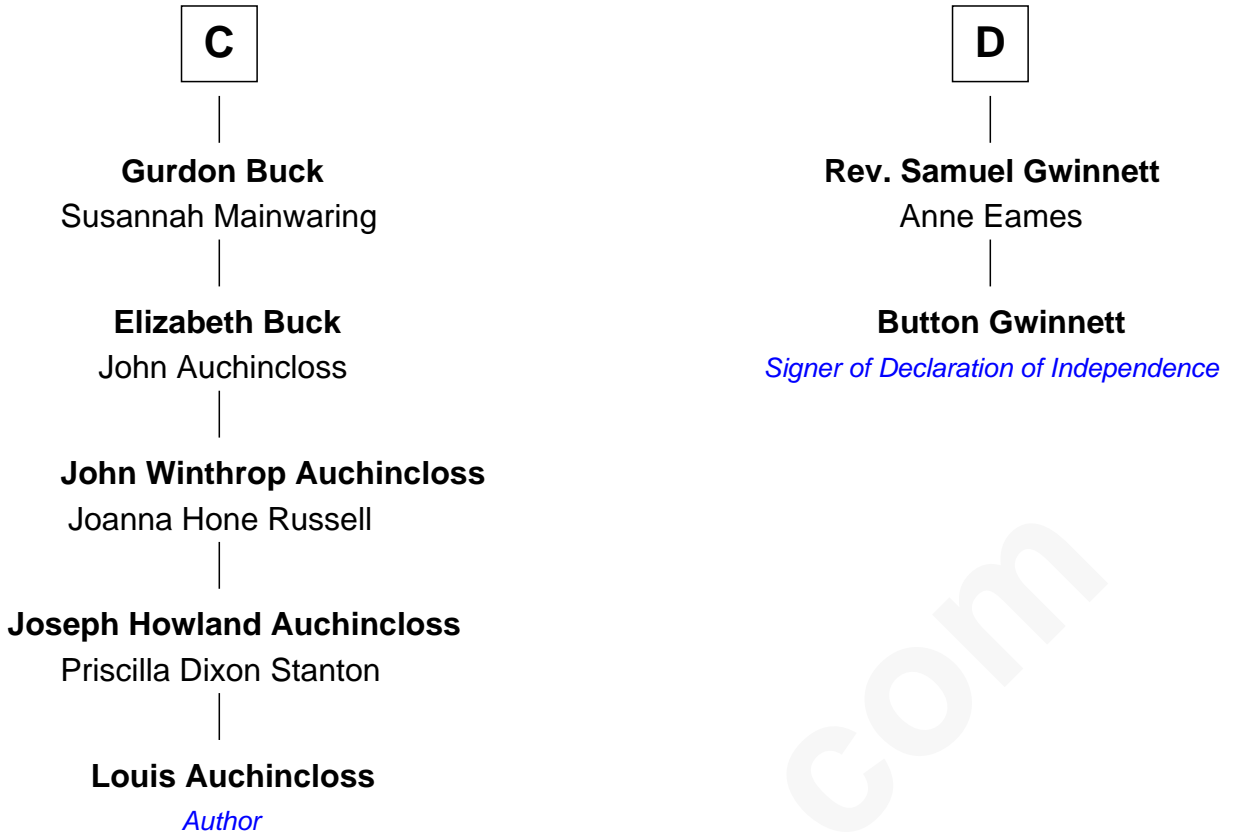 C
Gurdon Buck
Susannah Mainwaring
Elizabeth Buck
John Auchincloss
John Winthrop Auchincloss
Joanna Hone Russell
Joseph Howland Auchincloss
Priscilla Dixon Stanton
Louis Auchincloss
Author
D
Rev. Samuel Gwinnett
Anne Eames
Button Gwinnett
Signer of Declaration of Independence
com